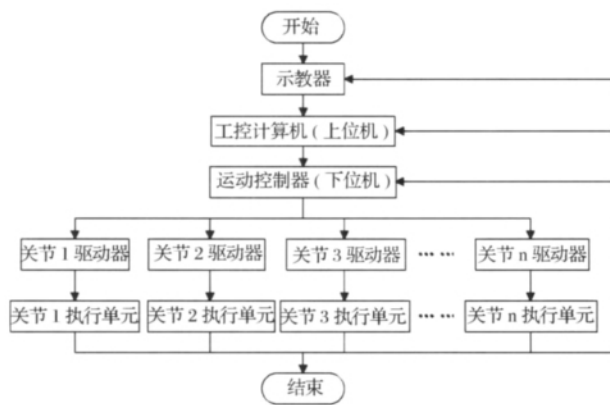 开始
示教器
工控计算机(上位机)
运动控制器(下位机)
关节1驱动器 关节2驱动器 关节3驱动器 …… 关节n驱动器
关节1执行单元 关节2执行单元 关节3执行单元 …… 关节n执行单元
结束